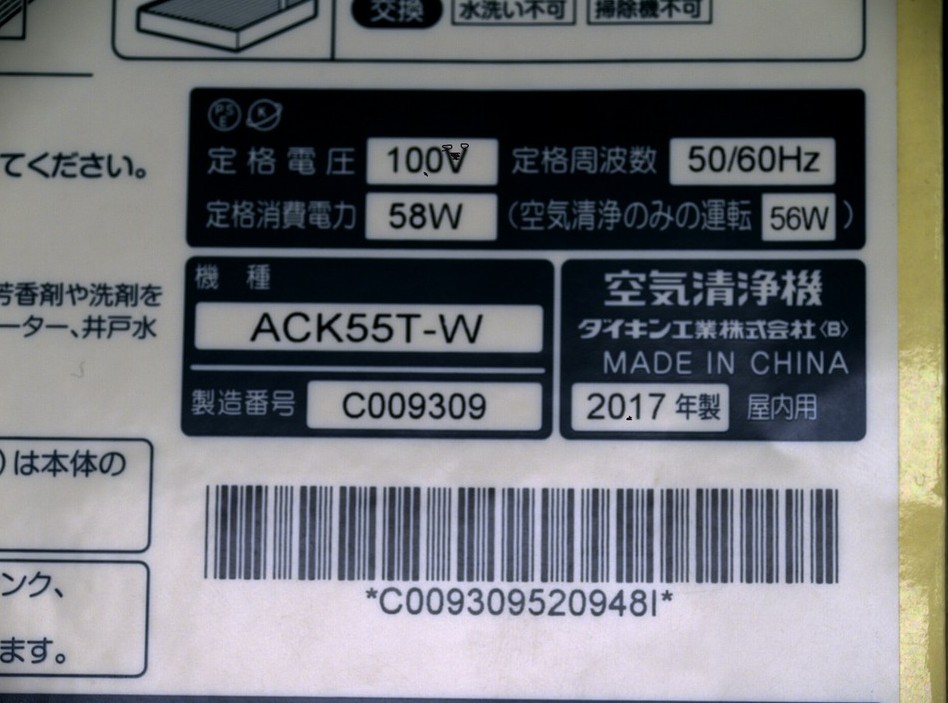 交換 水洗い不可 掃除機不可
てください。
定格電圧 100V 定格周波数 50/60Hz
定格消費電力 58W (空気清浄のみの運転 56W )
芳香剤や洗剤を
ーター、井戸水
機 種
ACK55T-W
製造番号 C009309
空気清浄機
ダイキン工業株式会社〈B〉
MADE IN CHINA
2017 年製 屋内用
)は本体の
ンク、
ます。
*C009309520948I*